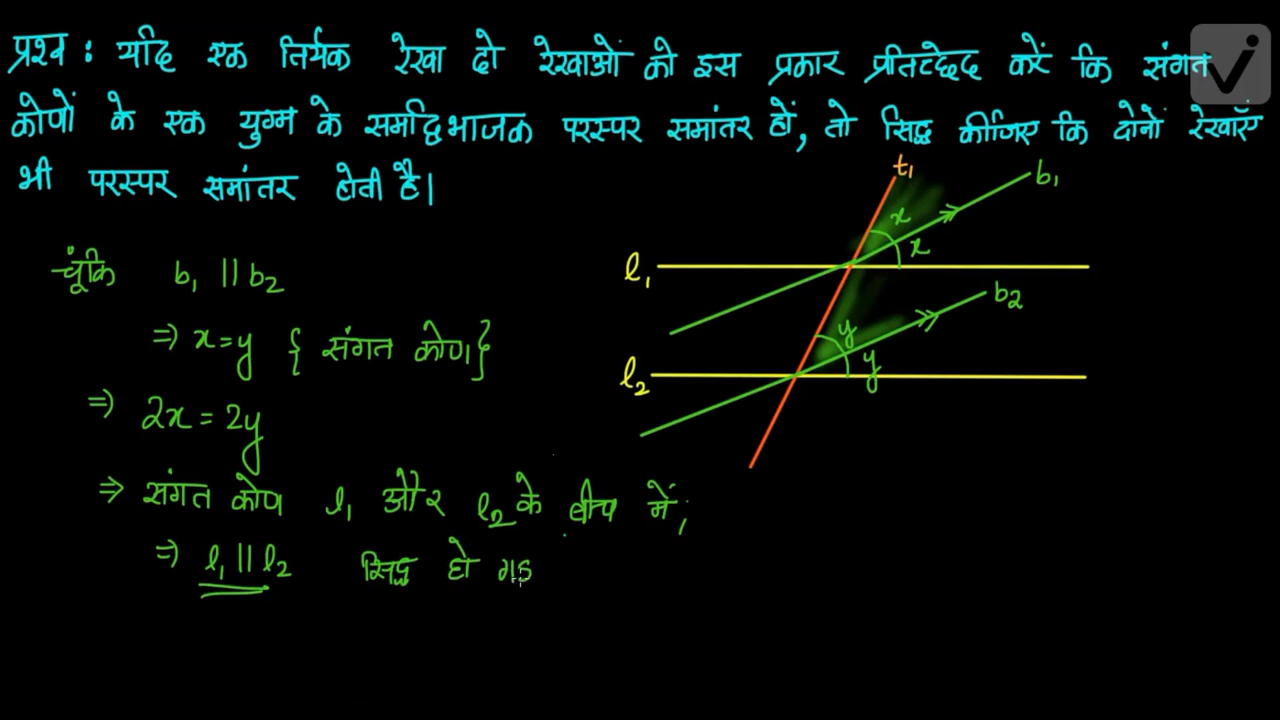 प्रश्न : यदि एक तिर्यक रेखा दो रेखाओं को इस प्रकार प्रतिच्छेद करें कि संगत
कोणों के एक युग्म के समद्विभाजक परस्पर समांतर हों, तो सिद्ध कीजिए कि दोनों रेखाएँ
भी परस्पर समांतर होती है।
t₁
b₁
x
x
l₁
b₂
y
y
l₂
चूंकि b₁ || b₂
⇒ x = y { संगत कोण }
⇒ 2x = 2y
⇒ संगत कोण l₁ और l₂ के बीच में;
⇒ l₁ || l₂ सिद्ध हो